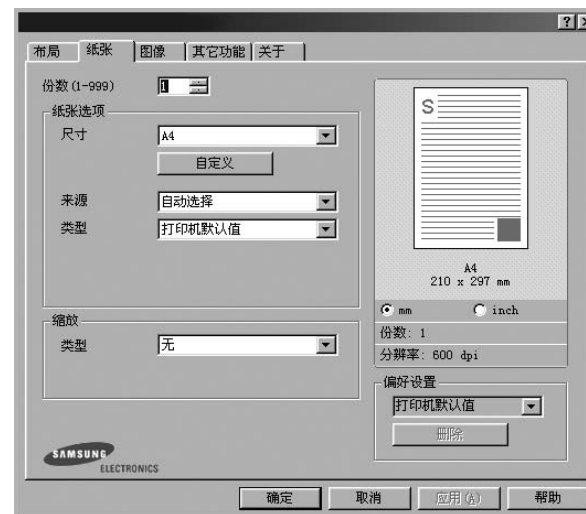 布局 纸张 图像 其它功能 关于
份数(1-999) 1
纸张选项
尺寸 A4
自定义
来源 自动选择
类型 打印机默认值
缩放
类型 无
SAMSUNG
ELECTRONICS
S
A4
210 x 297 mm
mm inch
份数: 1
分辨率: 600 dpi
偏好设置
打印机默认值
删除
确定 取消 应用(A) 帮助